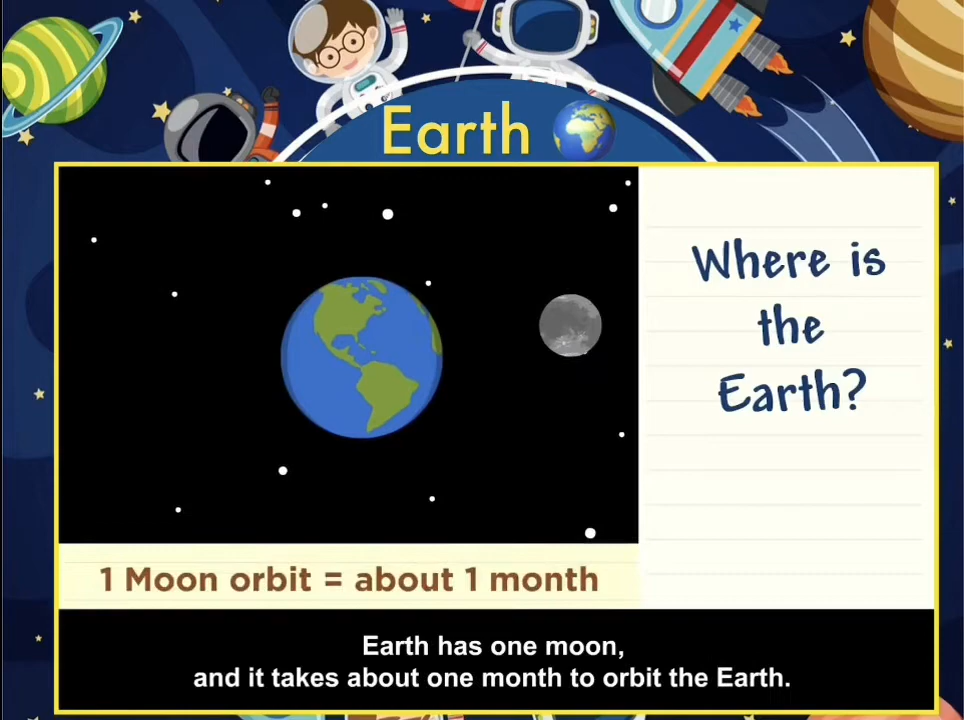 Earth
Where is
the
Earth?
1 Moon orbit = about 1 month
Earth has one moon,
and it takes about one month to orbit the Earth.